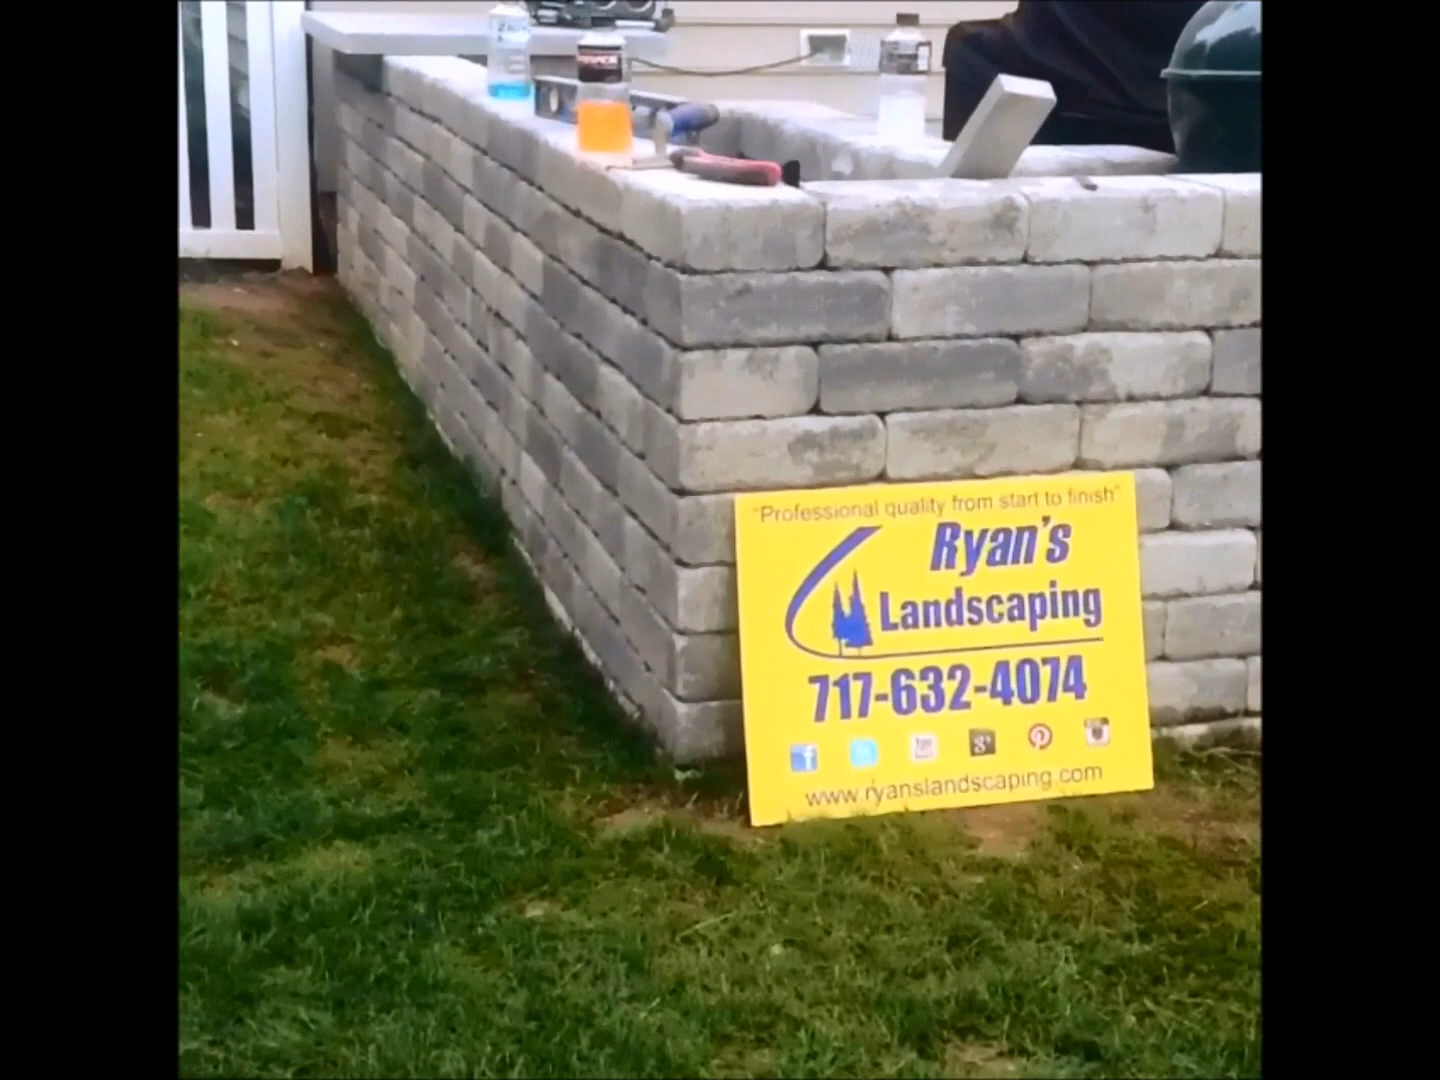 "Professional quality from start to finish"
Ryan's
Landscaping
717-632-4074
www.ryanslandscaping.com